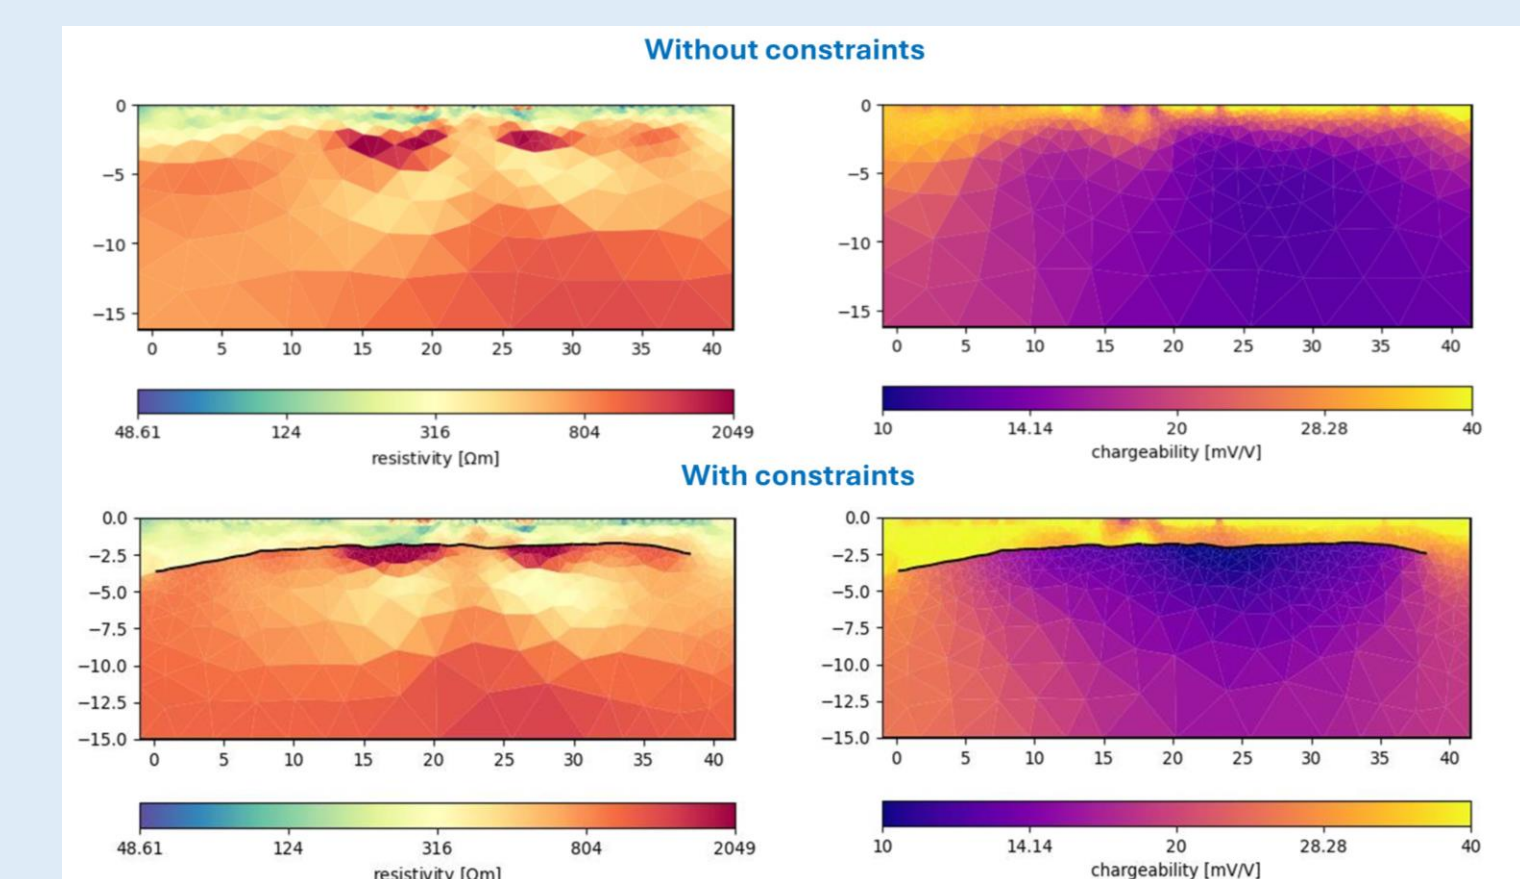 Without constraints
0
−5
−10
−15
0 5 10 15 20 25 30 35 40
48.61 124 316 804 2049
resistivity [Ωm]
0
−5
−10
−15
0 5 10 15 20 25 30 35 40
10 14.14 20 28.28 40
chargeability [mV/V]
With constraints
0.0
−2.5
−5.0
−7.5
−10.0
−12.5
−15.0
0 5 10 15 20 25 30 35 40
48.61 124 316 804 2049
resistivity [Ωm]
0.0
−2.5
−5.0
−7.5
−10.0
−12.5
−15.0
0 5 10 15 20 25 30 35 40
10 14.14 20 28.28 40
chargeability [mV/V]